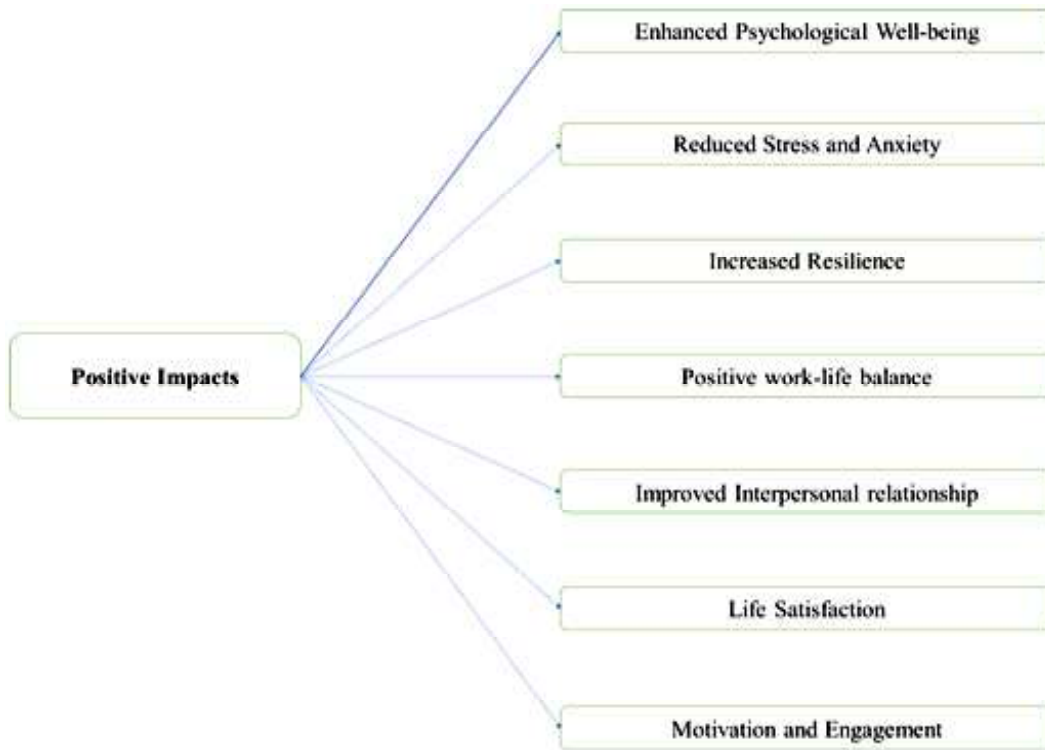 Enhanced Psychological Well-being
Reduced Stress and Anxiety
Increased Resilience
Positive Impacts
Positive work-life balance
Improved Interpersonal relationship
Life Satisfaction
Motivation and Engagement